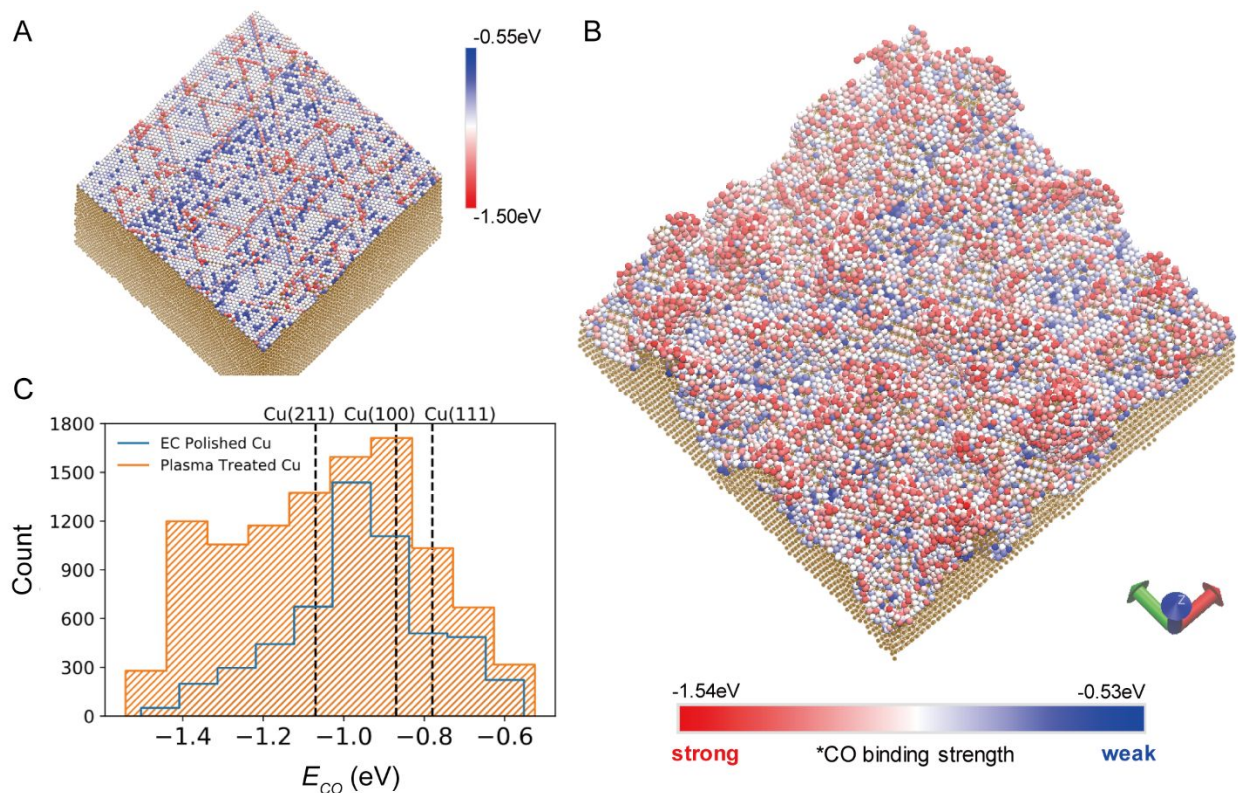 A
-0.55eV
-1.50eV
B
C
Cu(211) Cu(100) Cu(111)
EC Polished Cu
Plasma Treated Cu
1800
1500
1200
900
600
300
0
Count
−1.4 −1.2 −1.0 −0.8 −0.6
E_CO (eV)
Z
-1.54eV -0.53eV
strong *CO binding strength weak